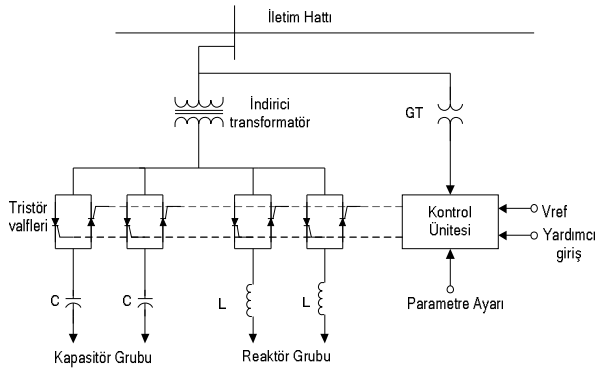 İletim Hattı
İndirici
transformatör
GT
Tristör
valfleri
Kontrol
Ünitesi
Vref
Yardımcı
giriş
C
C
L
L
Parametre Ayarı
Kapasitör Grubu
Reaktör Grubu